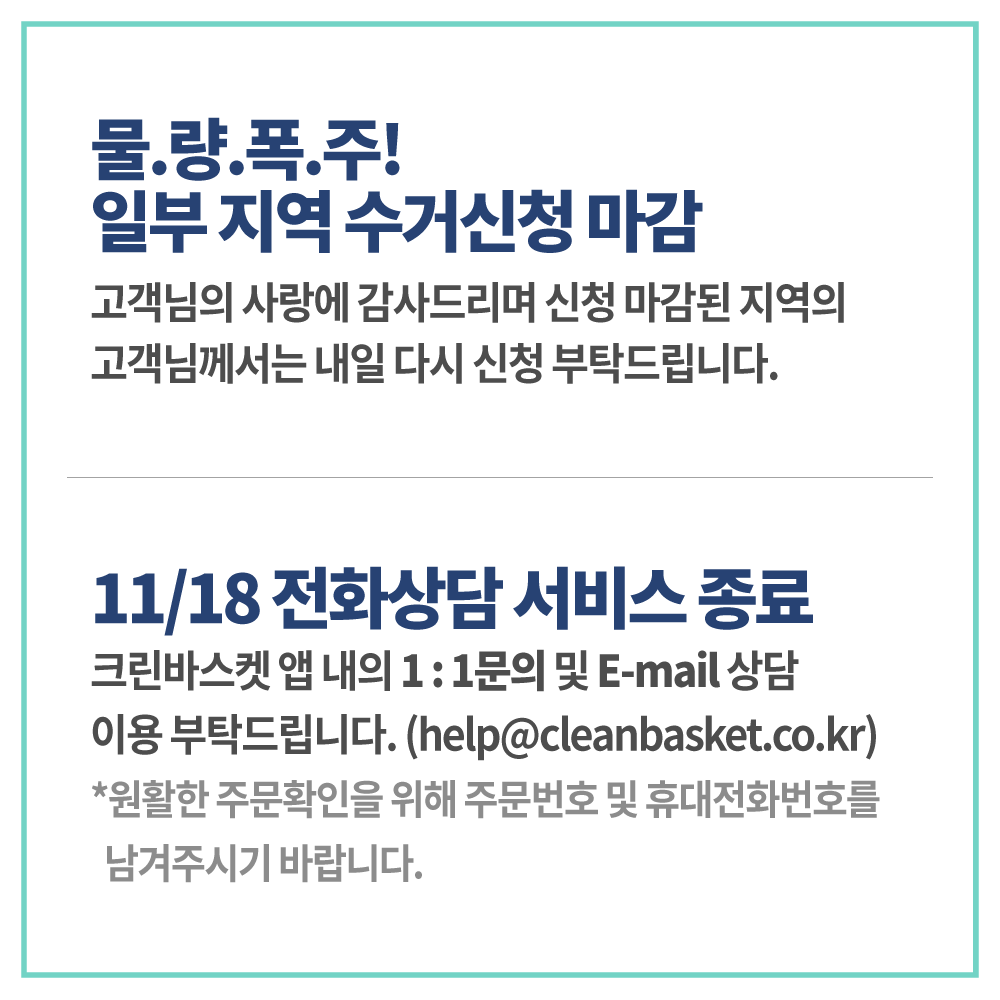 물.량.폭.주!
일부 지역 수거신청 마감
고객님의 사랑에 감사드리며 신청 마감된 지역의
고객님께서는 내일 다시 신청 부탁드립니다.
11/18 전화상담 서비스 종료
크린바스켓 앱 내의 1 : 1문의 및 E-mail 상담
이용 부탁드립니다. (help@cleanbasket.co.kr)
*원활한 주문확인을 위해 주문번호 및 휴대전화번호를
남겨주시기 바랍니다.